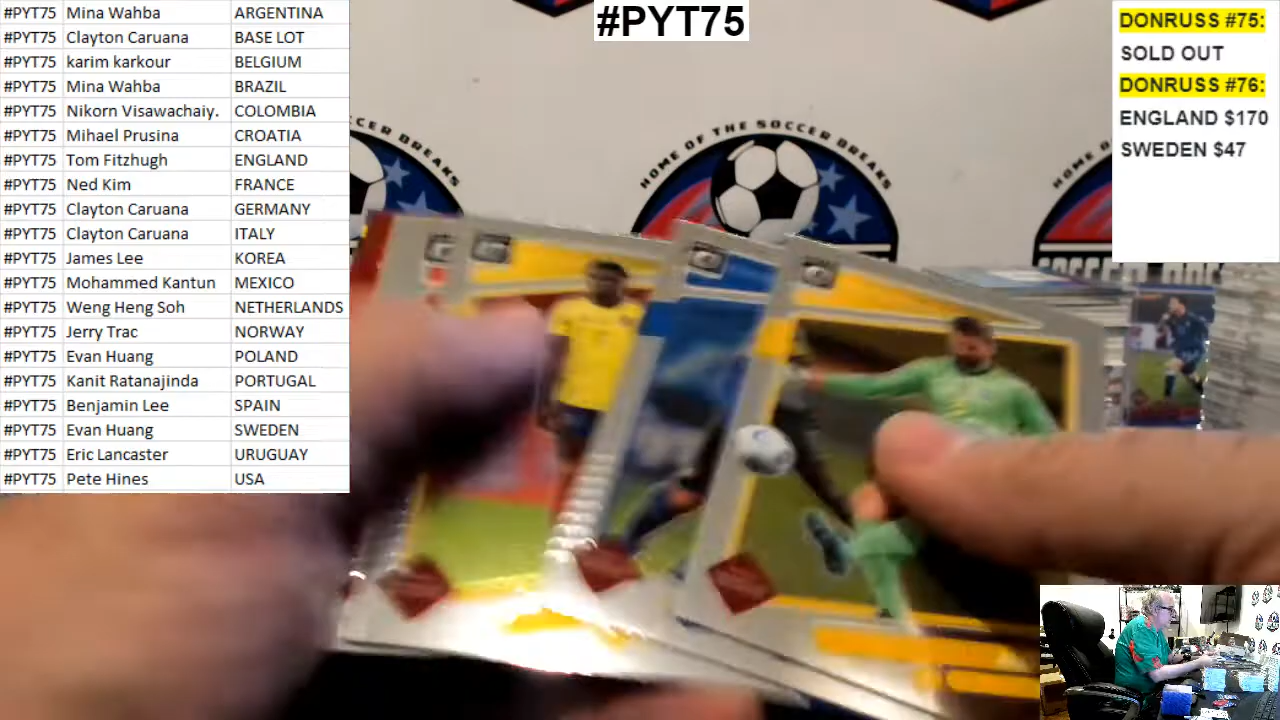 #PYT75 Mina Wahba ARGENTINA
#PYT75 Clayton Caruana BASE LOT
#PYT75 karim karkour BELGIUM
#PYT75 Mina Wahba BRAZIL
#PYT75 Nikorn Visawachaiy. COLOMBIA
#PYT75 Mihael Prusina CROATIA
#PYT75 Tom Fitzhugh ENGLAND
#PYT75 Ned Kim FRANCE
#PYT75 Clayton Caruana GERMANY
#PYT75 Clayton Caruana ITALY
#PYT75 James Lee KOREA
#PYT75 Mohammed Kantun MEXICO
#PYT75 Weng Heng Soh NETHERLANDS
#PYT75 Jerry Trac NORWAY
#PYT75 Evan Huang POLAND
#PYT75 Kanit Ratanajinda PORTUGAL
#PYT75 Benjamin Lee SPAIN
#PYT75 Evan Huang SWEDEN
#PYT75 Eric Lancaster URUGUAY
#PYT75 Pete Hines USA
#PYT75
DONRUSS #75:
SOLD OUT
DONRUSS #76:
ENGLAND $170
SWEDEN $47
CCER BREAKS
HOME OF THE SOCCER BREAKS
HOME O
SOCC